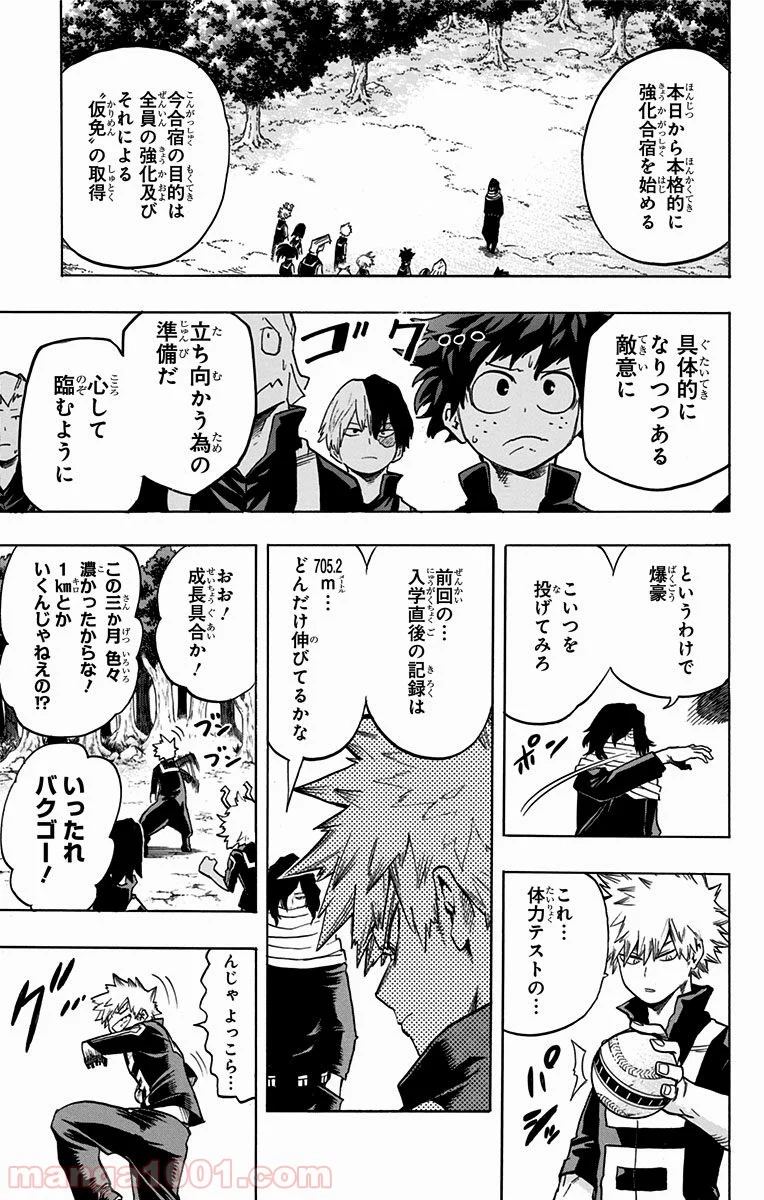 本日から本格的に
強化合宿を始める
今合宿の目的は
全員の強化及び
それによる
〝仮免〟の取得
具体的に
なりつつある
敵意に
ゴクッ
立ち向かう為の
準備だ
心して
臨むように
というわけで
爆豪
こいつを
投げてみろ
ポン
これ…
体力テストの…
パシッ
前回の…
入学直後の記録は
705.2m…
どんだけ伸びてるかな
おお!
成長具合か!
この三か月 色々
濃かったからな!
1kmとか
いくんじゃねえの!?
ブンブン
いったれ
バクゴー!
んじゃ よっこら…
グッ
manga1001.com